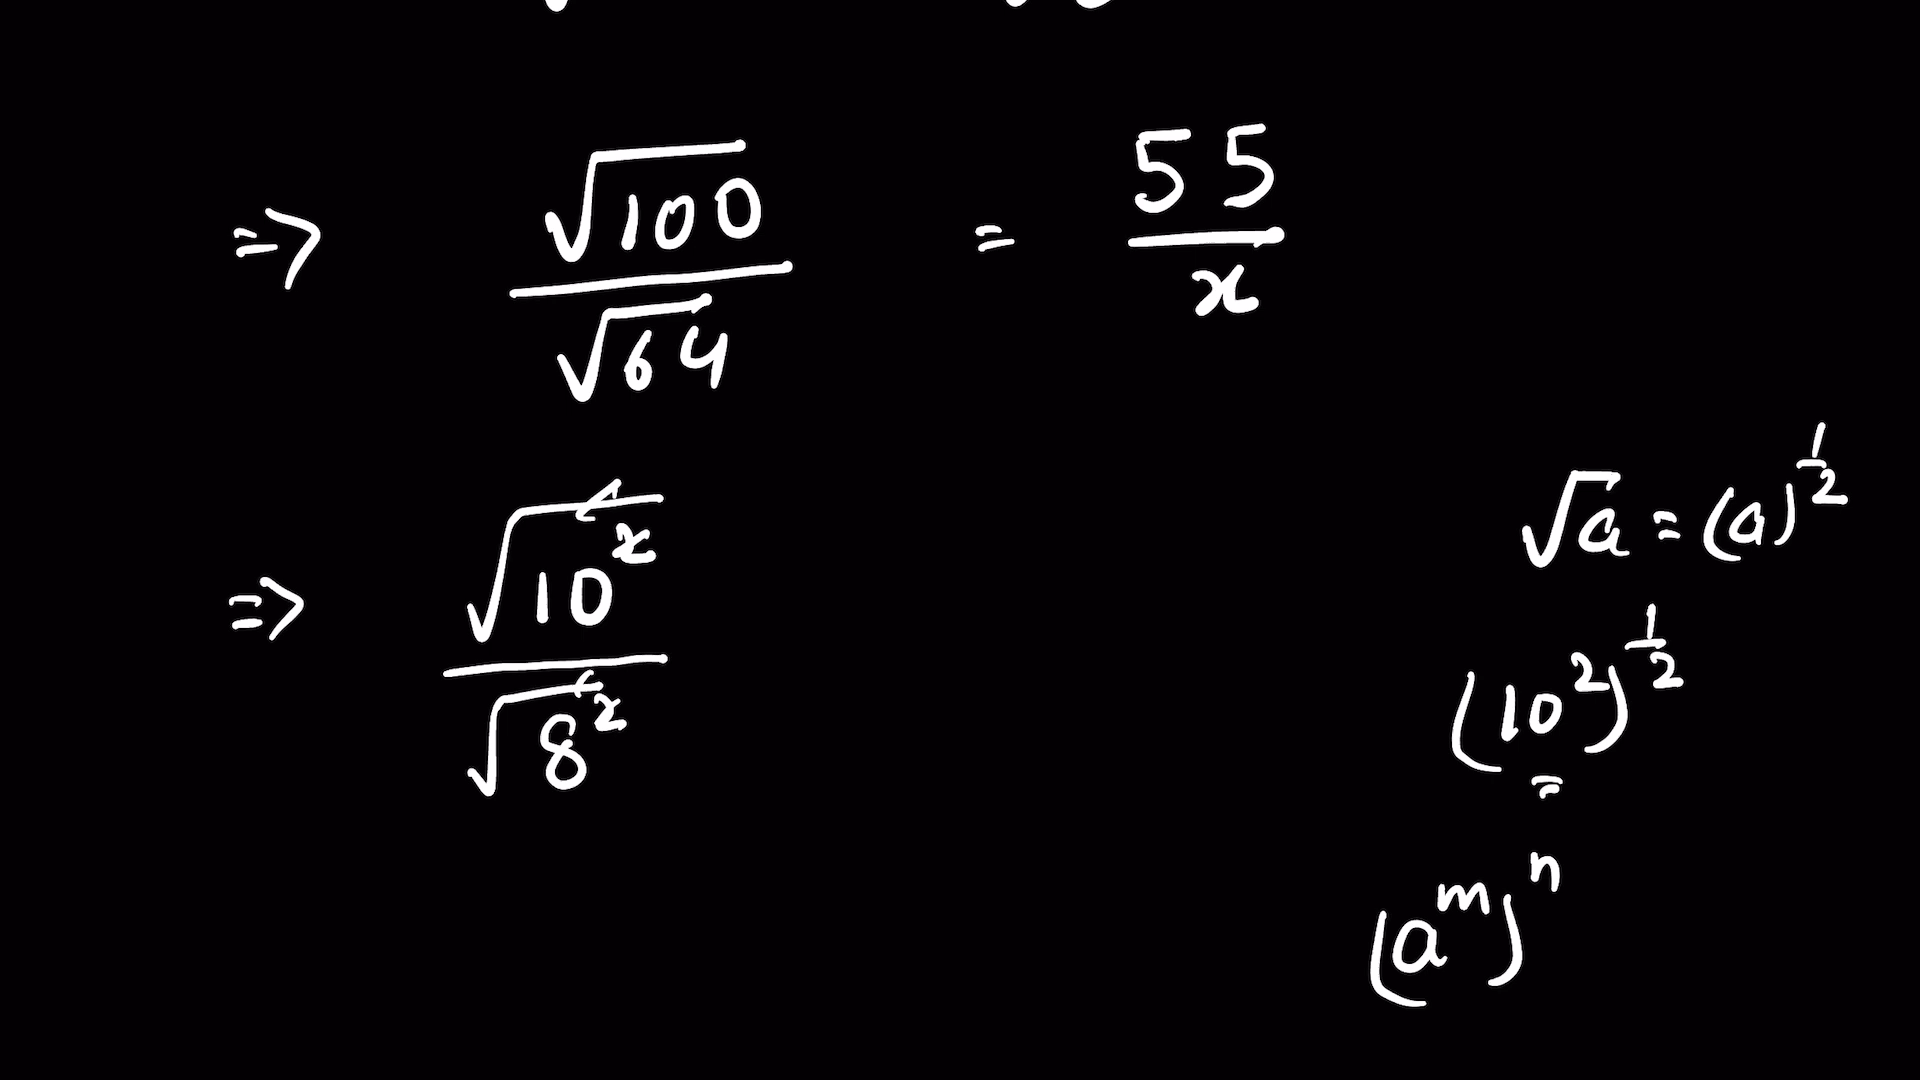 ⇒ √100 / √64 = 55 / x
⇒ √10² / √8²
√a = (a)^1/2
(10²)^1/2
=
(a^m)^n